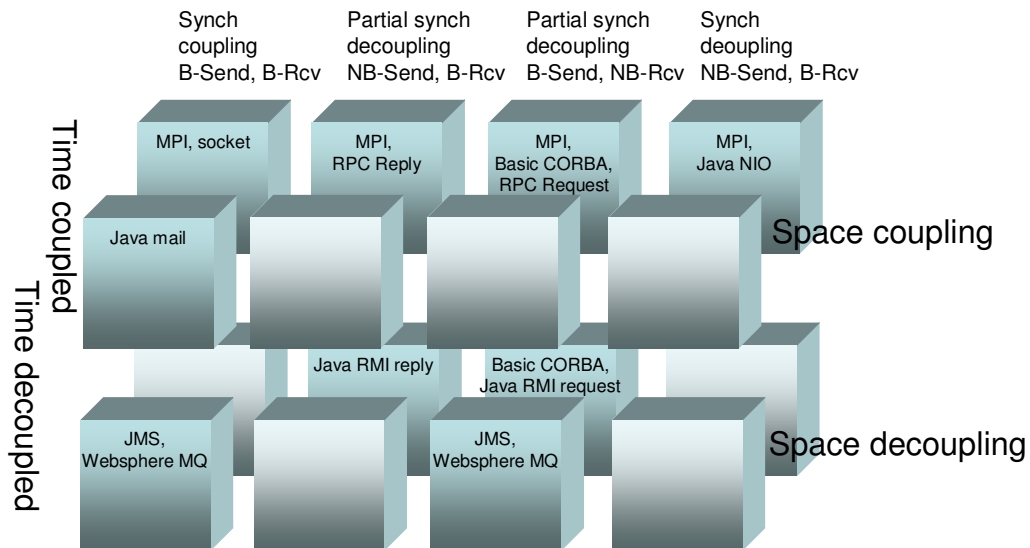 Synch
coupling
B-Send, B-Rcv
Partial synch
decoupling
NB-Send, B-Rcv
Partial synch
decoupling
B-Send, NB-Rcv
Synch
deoupling
NB-Send, B-Rcv
Time coupled
Time decoupled
MPI, socket
MPI,
RPC Reply
MPI,
Basic CORBA,
RPC Request
MPI,
Java NIO
Java mail
Space coupling
Java RMI reply
Basic CORBA,
Java RMI request
JMS,
Websphere MQ
JMS,
Websphere MQ
Space decoupling